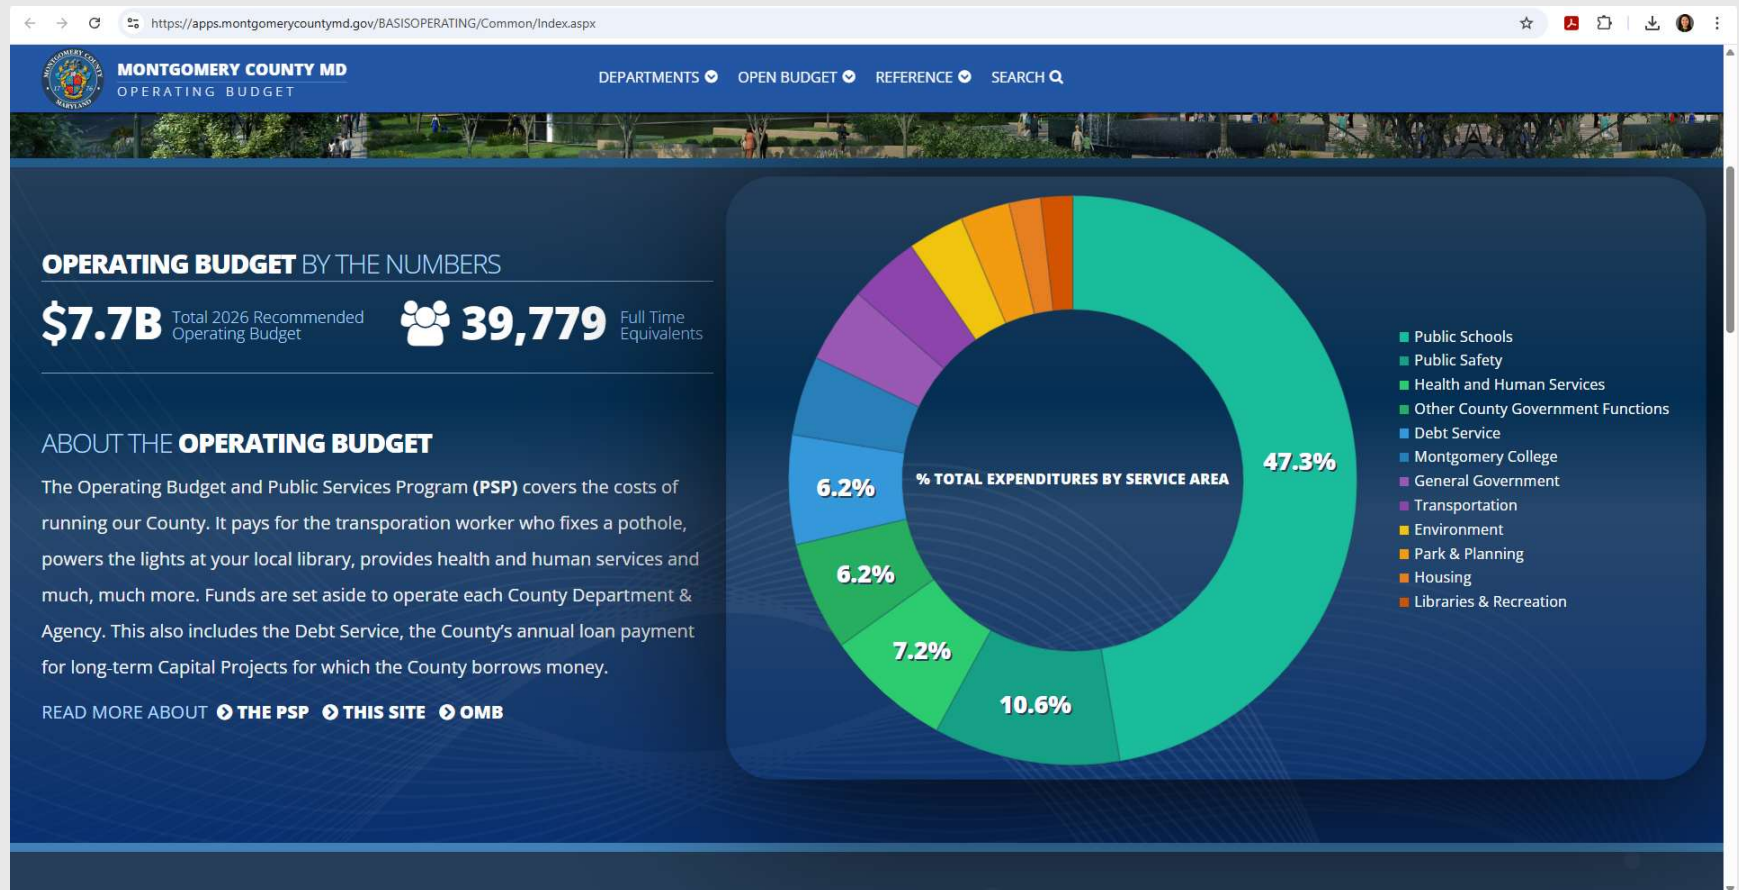 https://apps.montgomerycountymd.gov/BASISOPERATING/Common/Index.aspx
MONTGOMERY COUNTY MD
OPERATING BUDGET
DEPARTMENTS
OPEN BUDGET
REFERENCE
SEARCH
OPERATING BUDGET BY THE NUMBERS
$7.7B
Total 2026 Recommended
Operating Budget
39,779
Full Time
Equivalents
ABOUT THE OPERATING BUDGET
The Operating Budget and Public Services Program (PSP) covers the costs of
running our County. It pays for the transporation worker who fixes a pothole,
powers the lights at your local library, provides health and human services and
much, much more. Funds are set aside to operate each County Department &
Agency. This also includes the Debt Service, the County's annual loan payment
for long-term Capital Projects for which the County borrows money.
READ MORE ABOUT THE PSP THIS SITE OMB
% TOTAL EXPENDITURES BY SERVICE AREA
47.3%
10.6%
7.2%
6.2%
6.2%
Public Schools
Public Safety
Health and Human Services
Other County Government Functions
Debt Service
Montgomery College
General Government
Transportation
Environment
Park & Planning
Housing
Libraries & Recreation